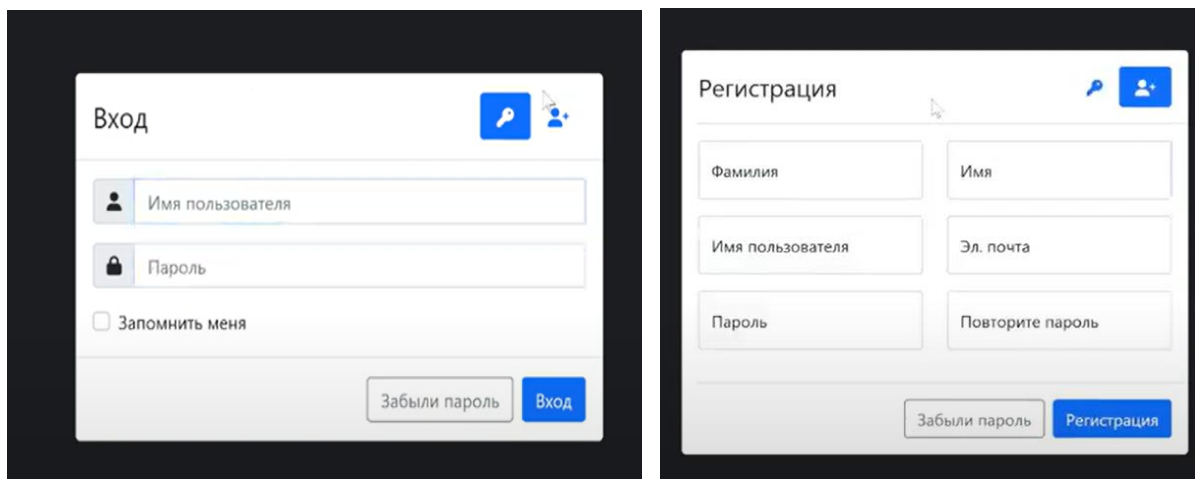 Вход
Имя пользователя
Пароль
Запомнить меня
Забыли пароль
Вход
Регистрация
Фамилия
Имя
Имя пользователя
Эл. почта
Пароль
Повторите пароль
Забыли пароль
Регистрация